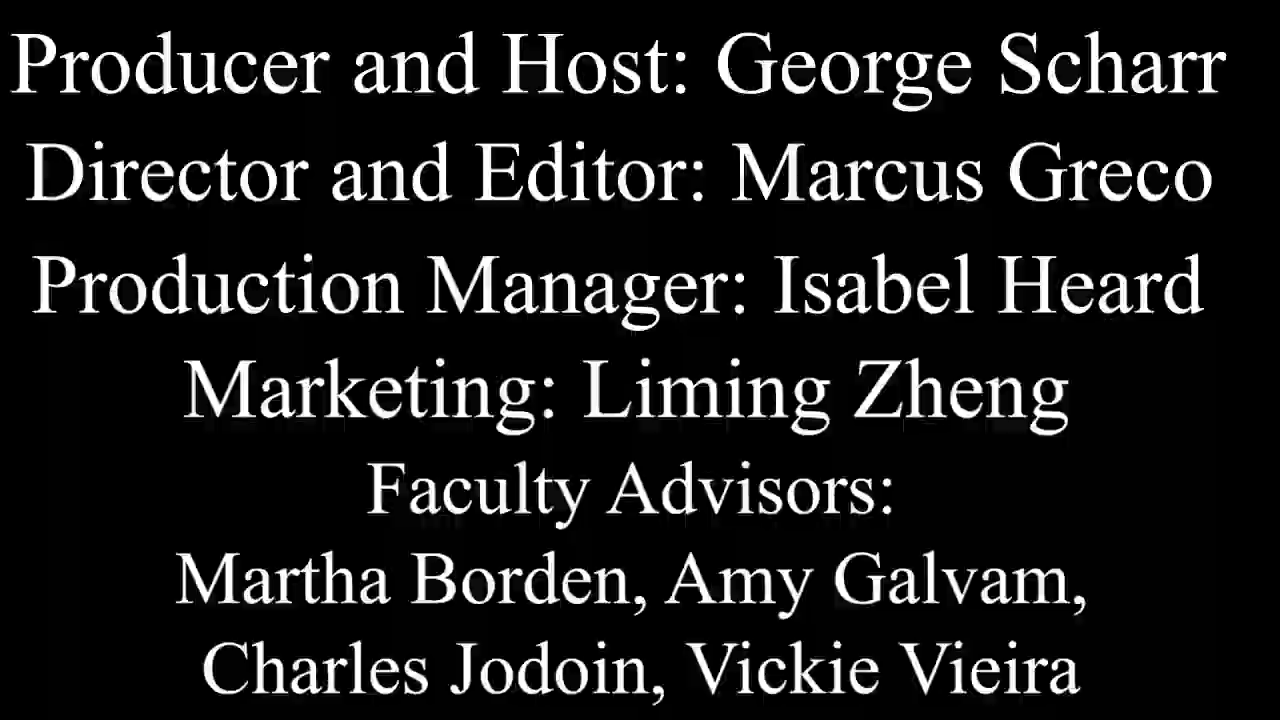 Producer and Host: George Scharr
Director and Editor: Marcus Greco
Production Manager: Isabel Heard
Marketing: Liming Zheng
Faculty Advisors:
Martha Borden, Amy Galvam,
Charles Jodoin, Vickie Vieira